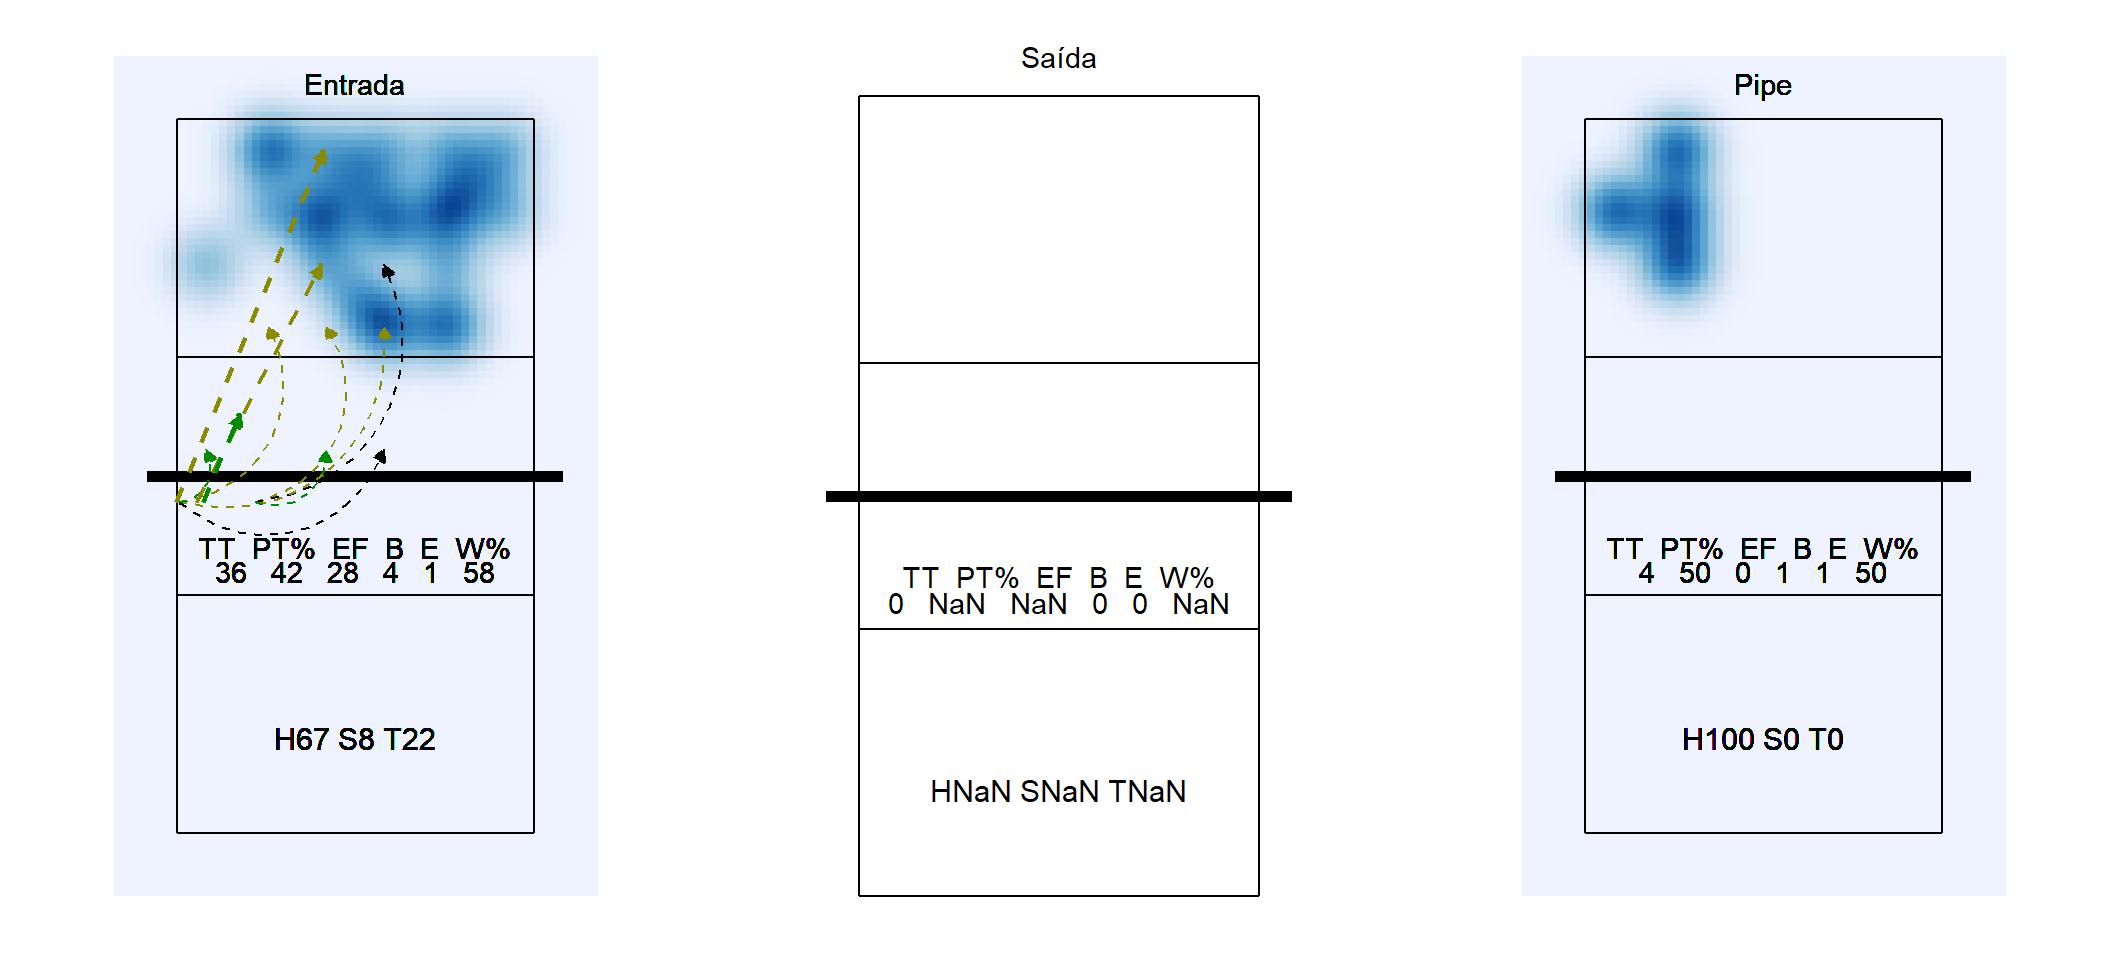 Entrada
TT PT% EF B E W%
36 42 28 4 1 58
H67 S8 T22
Saída
TT PT% EF B E W%
0 NaN NaN 0 0 NaN
HNaN SNaN TNaN
Pipe
TT PT% EF B E W%
4 50 0 1 1 50
H100 S0 T0